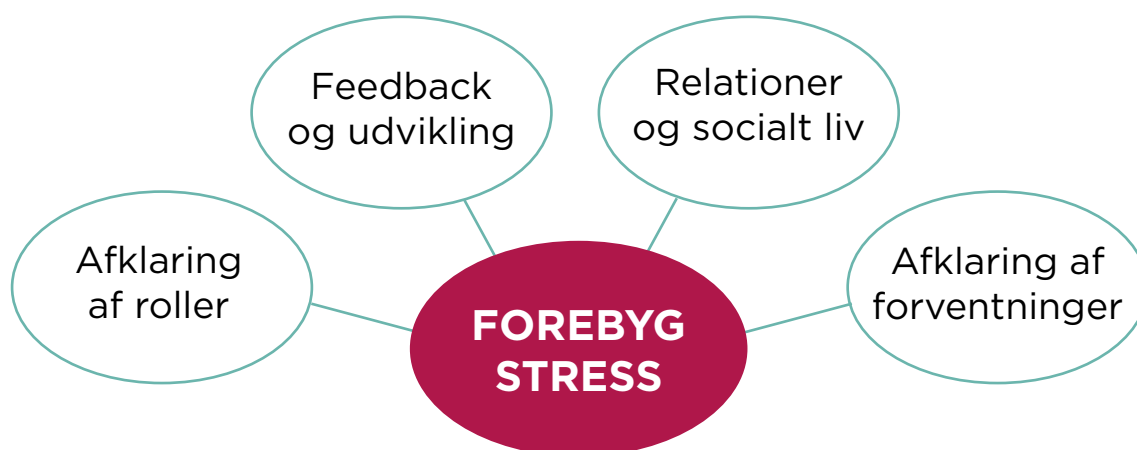 Feedback
og udvikling
Relationer
og socialt liv
Afklaring
af roller
Afklaring af
forventninger
FOREBYG
STRESS